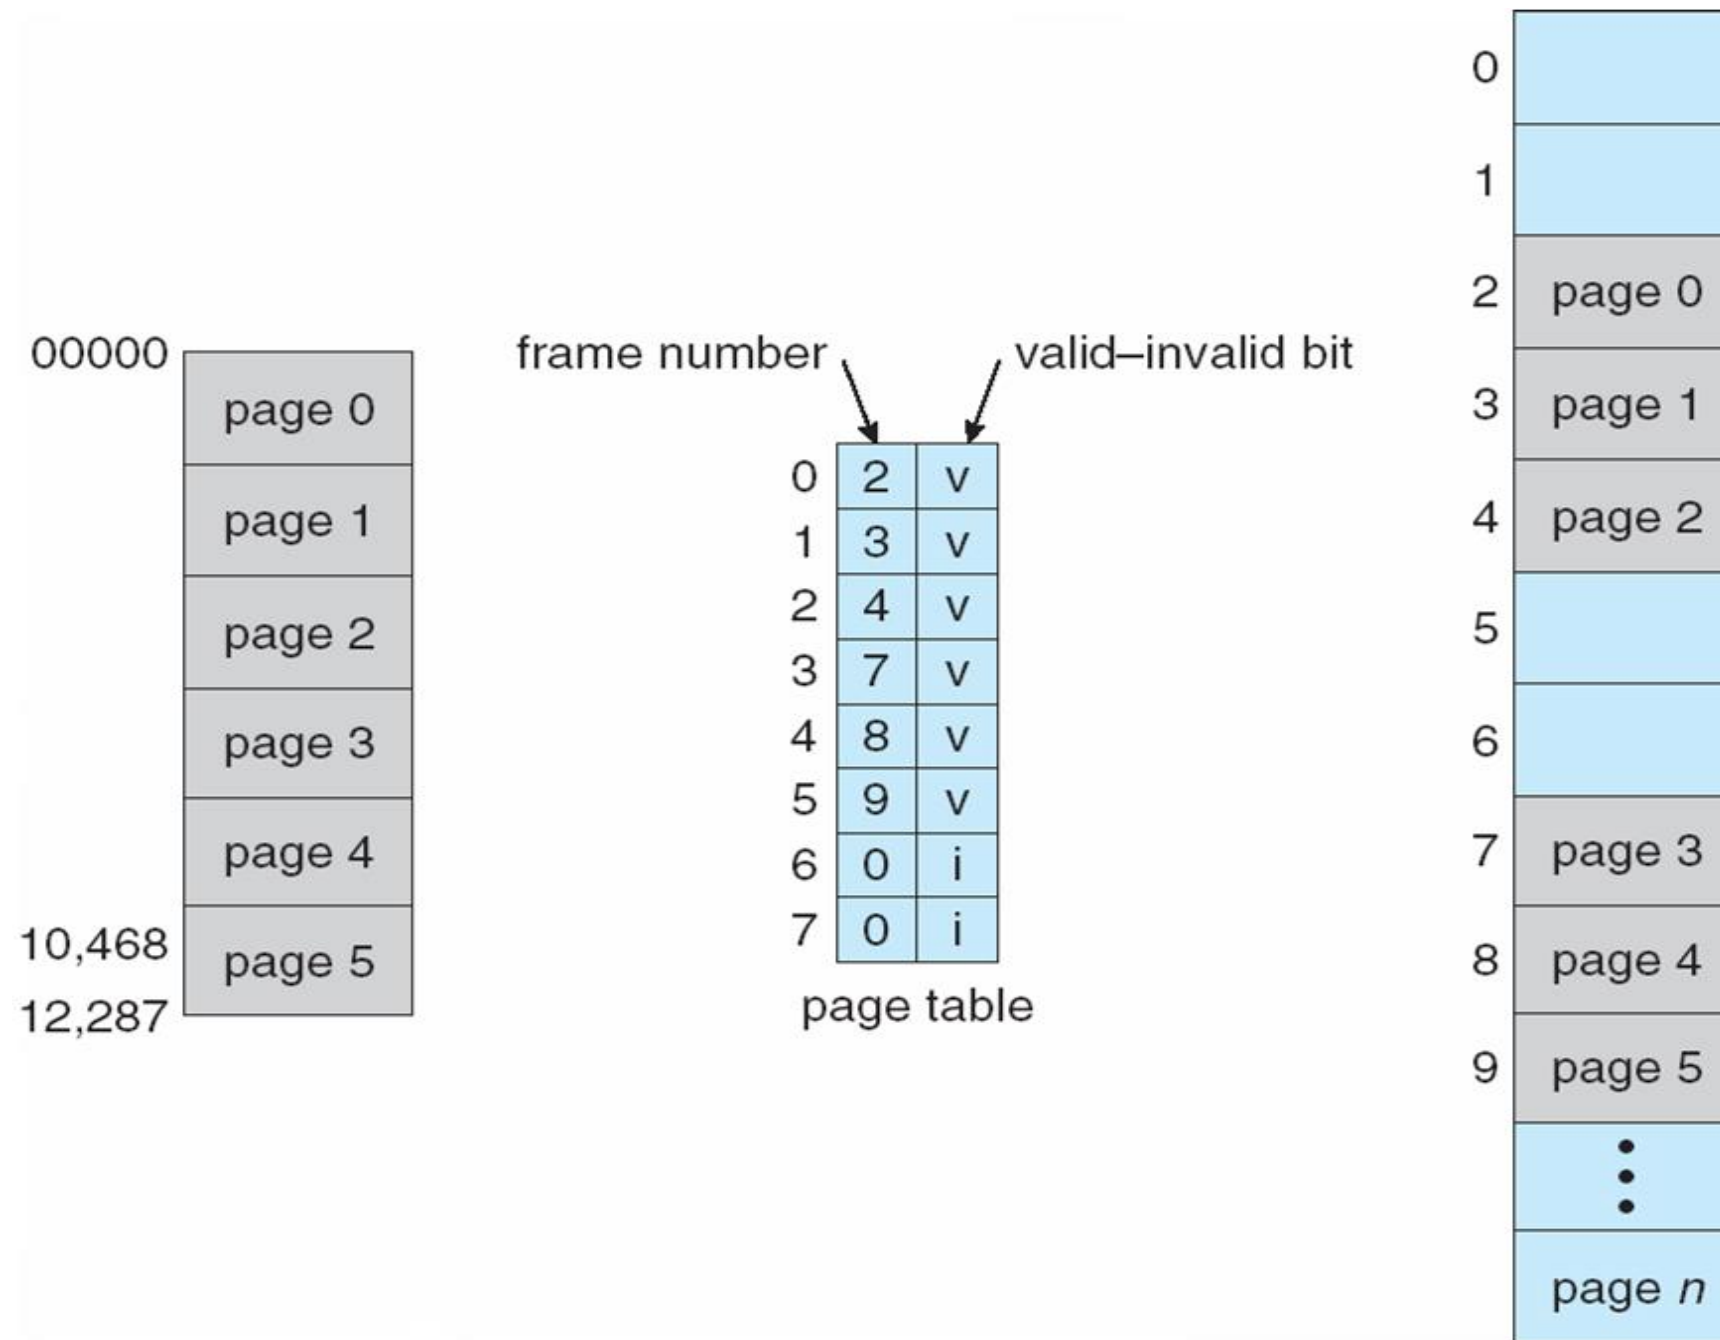 00000
page 0
page 1
page 2
page 3
page 4
10,468
page 5
12,287
frame number
valid–invalid bit
0 2 v
1 3 v
2 4 v
3 7 v
4 8 v
5 9 v
6 0 i
7 0 i
page table
0
1
2 page 0
3 page 1
4 page 2
5
6
7 page 3
8 page 4
9 page 5
page n